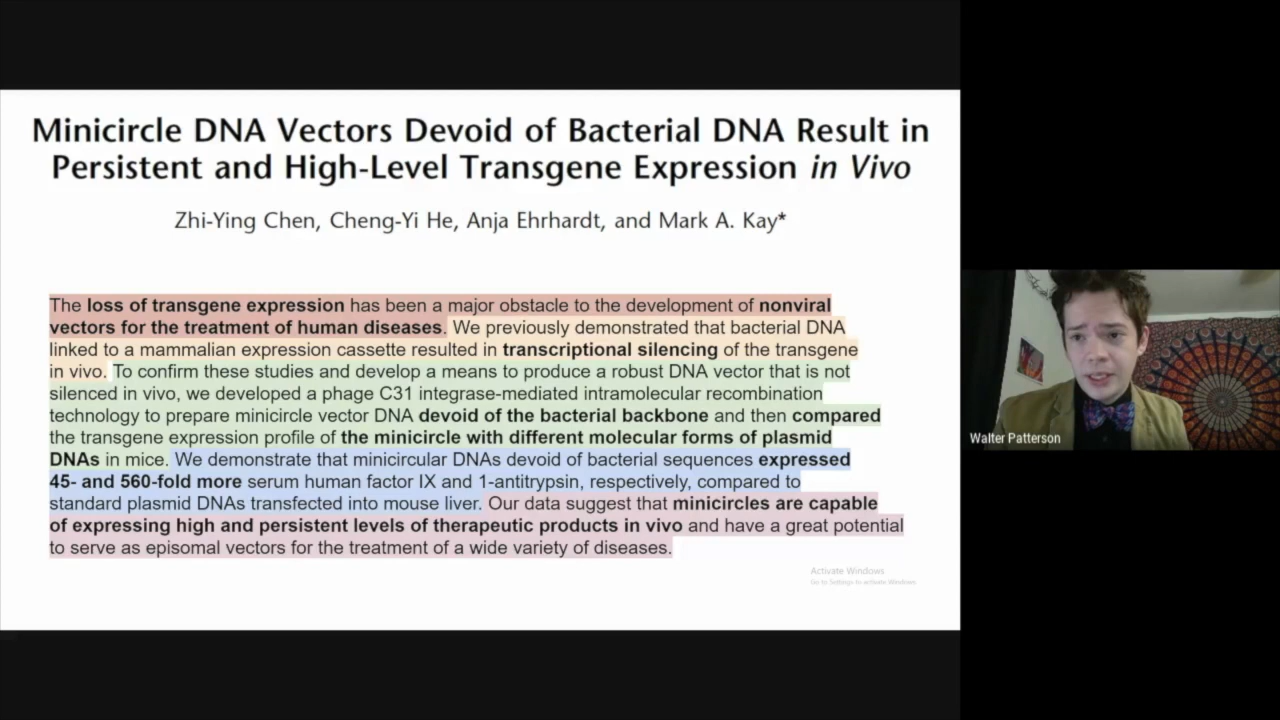 Minicircle DNA Vectors Devoid of Bacterial DNA Result in
Persistent and High-Level Transgene Expression in Vivo
Zhi-Ying Chen, Cheng-Yi He, Anja Ehrhardt, and Mark A. Kay*
The loss of transgene expression has been a major obstacle to the development of nonviral
vectors for the treatment of human diseases. We previously demonstrated that bacterial DNA
linked to a mammalian expression cassette resulted in transcriptional silencing of the transgene
in vivo. To confirm these studies and develop a means to produce a robust DNA vector that is not
silenced in vivo, we developed a phage C31 integrase-mediated intramolecular recombination
technology to prepare minicircle vector DNA devoid of the bacterial backbone and then compared
the transgene expression profile of the minicircle with different molecular forms of plasmid
DNAs in mice. We demonstrate that minicircular DNAs devoid of bacterial sequences expressed
45- and 560-fold more serum human factor IX and 1-antitrypsin, respectively, compared to
standard plasmid DNAs transfected into mouse liver. Our data suggest that minicircles are capable
of expressing high and persistent levels of therapeutic products in vivo and have a great potential
to serve as episomal vectors for the treatment of a wide variety of diseases.
Activate Windows
Go to Settings to activate Windows.
Walter Patterson